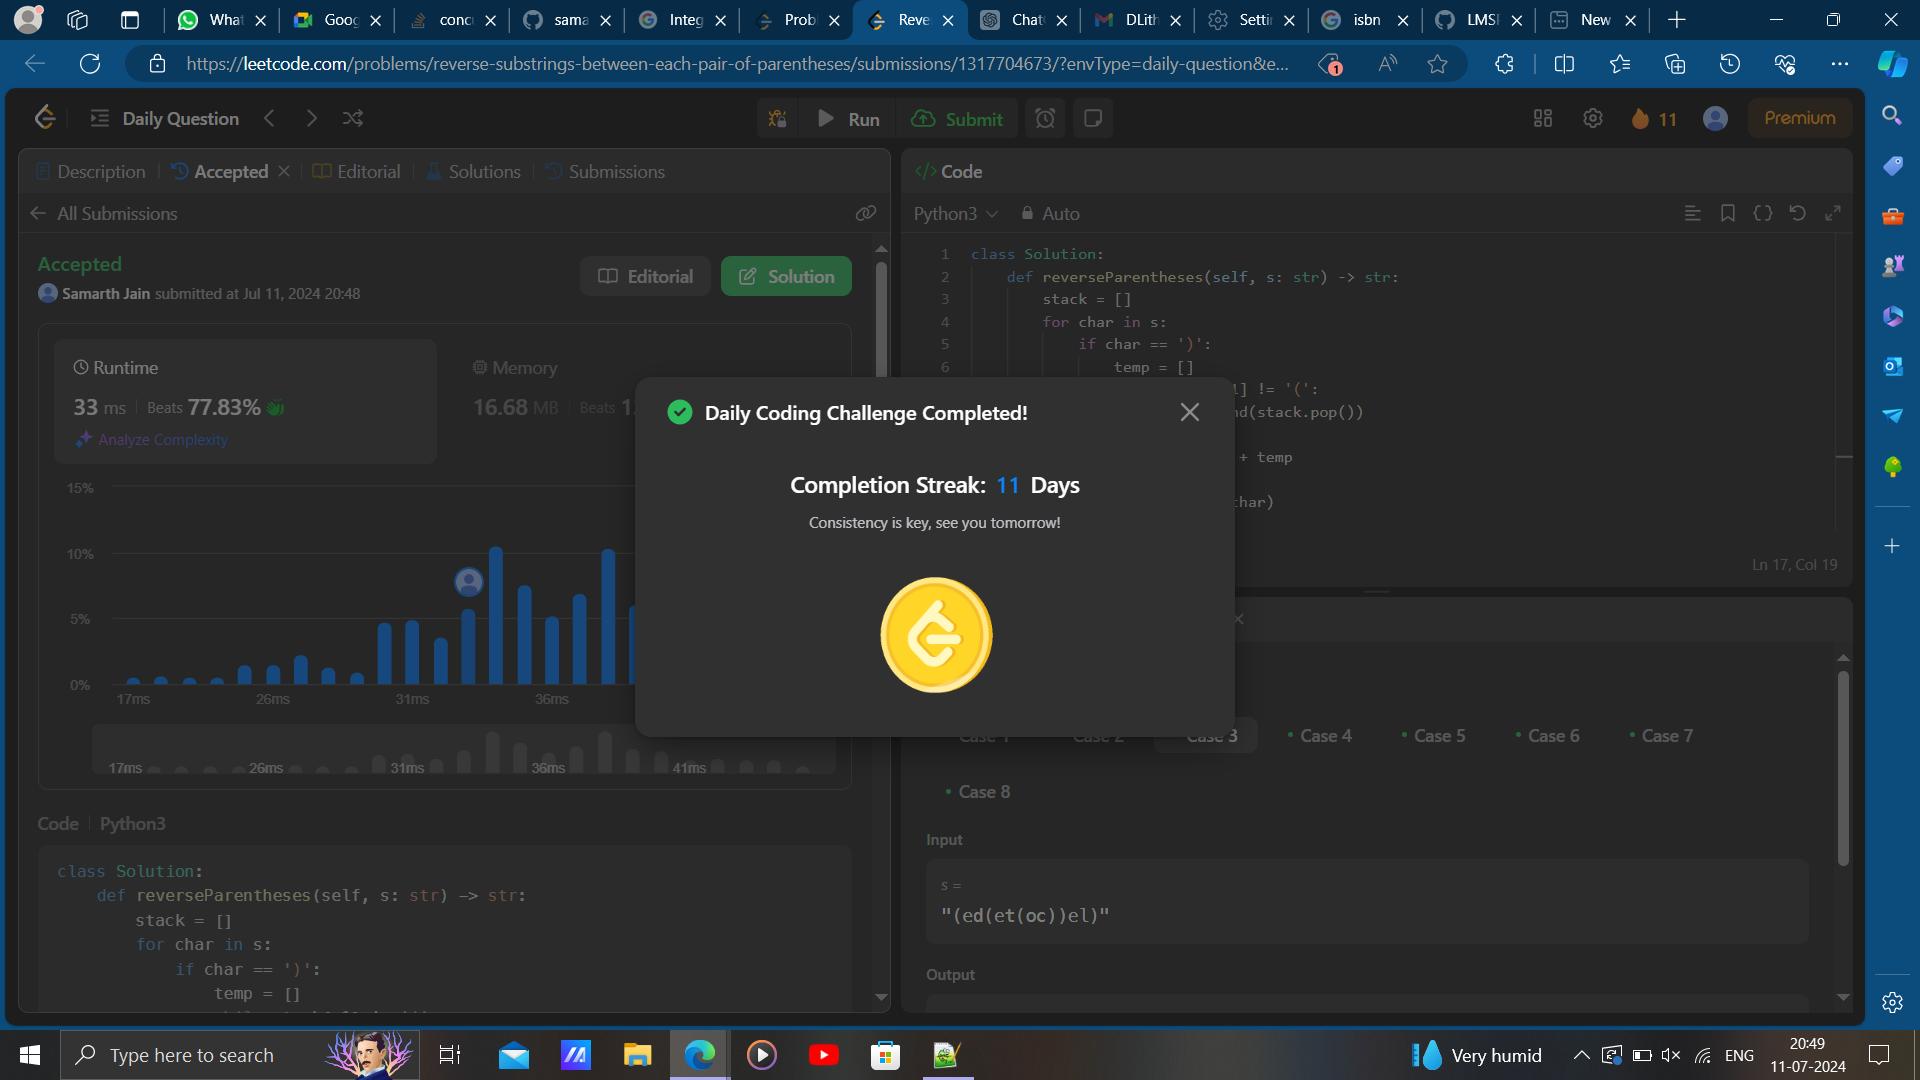 What
Goog
conc
sama
Integ
Probl
Reve
Chat
DLith
Settin
isbn
LMSP
New
https://leetcode.com/problems/reverse-substrings-between-each-pair-of-parentheses/submissions/1317704673/?envType=daily-question&e...
1
Daily Question
Run
Submit
11
Premium
Description
Accepted
Editorial
Solutions
Submissions
All Submissions
Accepted
Samarth Jain submitted at Jul 11, 2024 20:48
Editorial
Solution
Runtime
33 ms
Beats 77.83%
Analyze Complexity
Memory
16.68 MB
Beats
15%
10%
5%
0%
17ms
26ms
31ms
36ms
17ms
26ms
31ms
36ms
41ms
Code
Python3
class Solution:
def reverseParentheses(self, s: str) -> str:
stack = []
for char in s:
if char == ')':
temp = []
</> Code
Python3
Auto
1 class Solution:
2 def reverseParentheses(self, s: str) -> str:
3 stack = []
4 for char in s:
5 if char == ')':
6 temp = []
1] != '(':
nd(stack.pop())
+ temp
char)
Ln 17, Col 19
Daily Coding Challenge Completed!
Completion Streak: 11 Days
Consistency is key, see you tomorrow!
Case 1
Case 2
Case 3
Case 4
Case 5
Case 6
Case 7
Case 8
Input
s =
"(ed(et(oc))el)"
Output
Type here to search
Very humid
ENG
20:49
11-07-2024